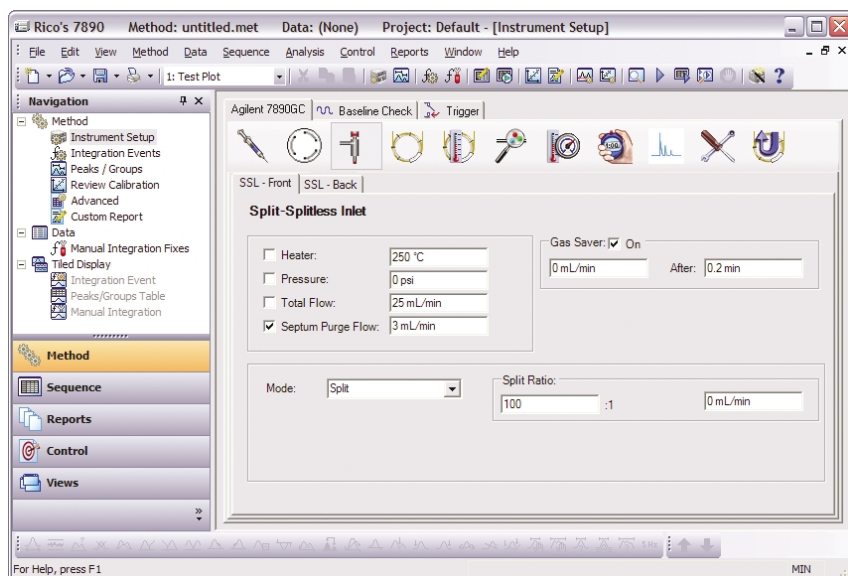 Rico's 7890 Method: untitled.met Data: (None) Project: Default - [Instrument Setup]
File Edit View Method Data Sequence Analysis Control Reports Window Help
1: Test Plot
Navigation
Method
Instrument Setup
Integration Events
Peaks / Groups
Review Calibration
Advanced
Custom Report
Data
Manual Integration Fixes
Tiled Display
Integration Event
Peaks/Groups Table
Manual Integration
Method
Sequence
Reports
Control
Views
Agilent 7890GC Baseline Check Trigger
SSL - Front SSL - Back
Split-Splitless Inlet
Heater: 250 °C
Pressure: 0 psi
Total Flow: 25 mL/min
Septum Purge Flow: 3 mL/min
Gas Saver: On
0 mL/min After: 0.2 min
Mode: Split
Split Ratio:
100 :1 0 mL/min
For Help, press F1 MIN